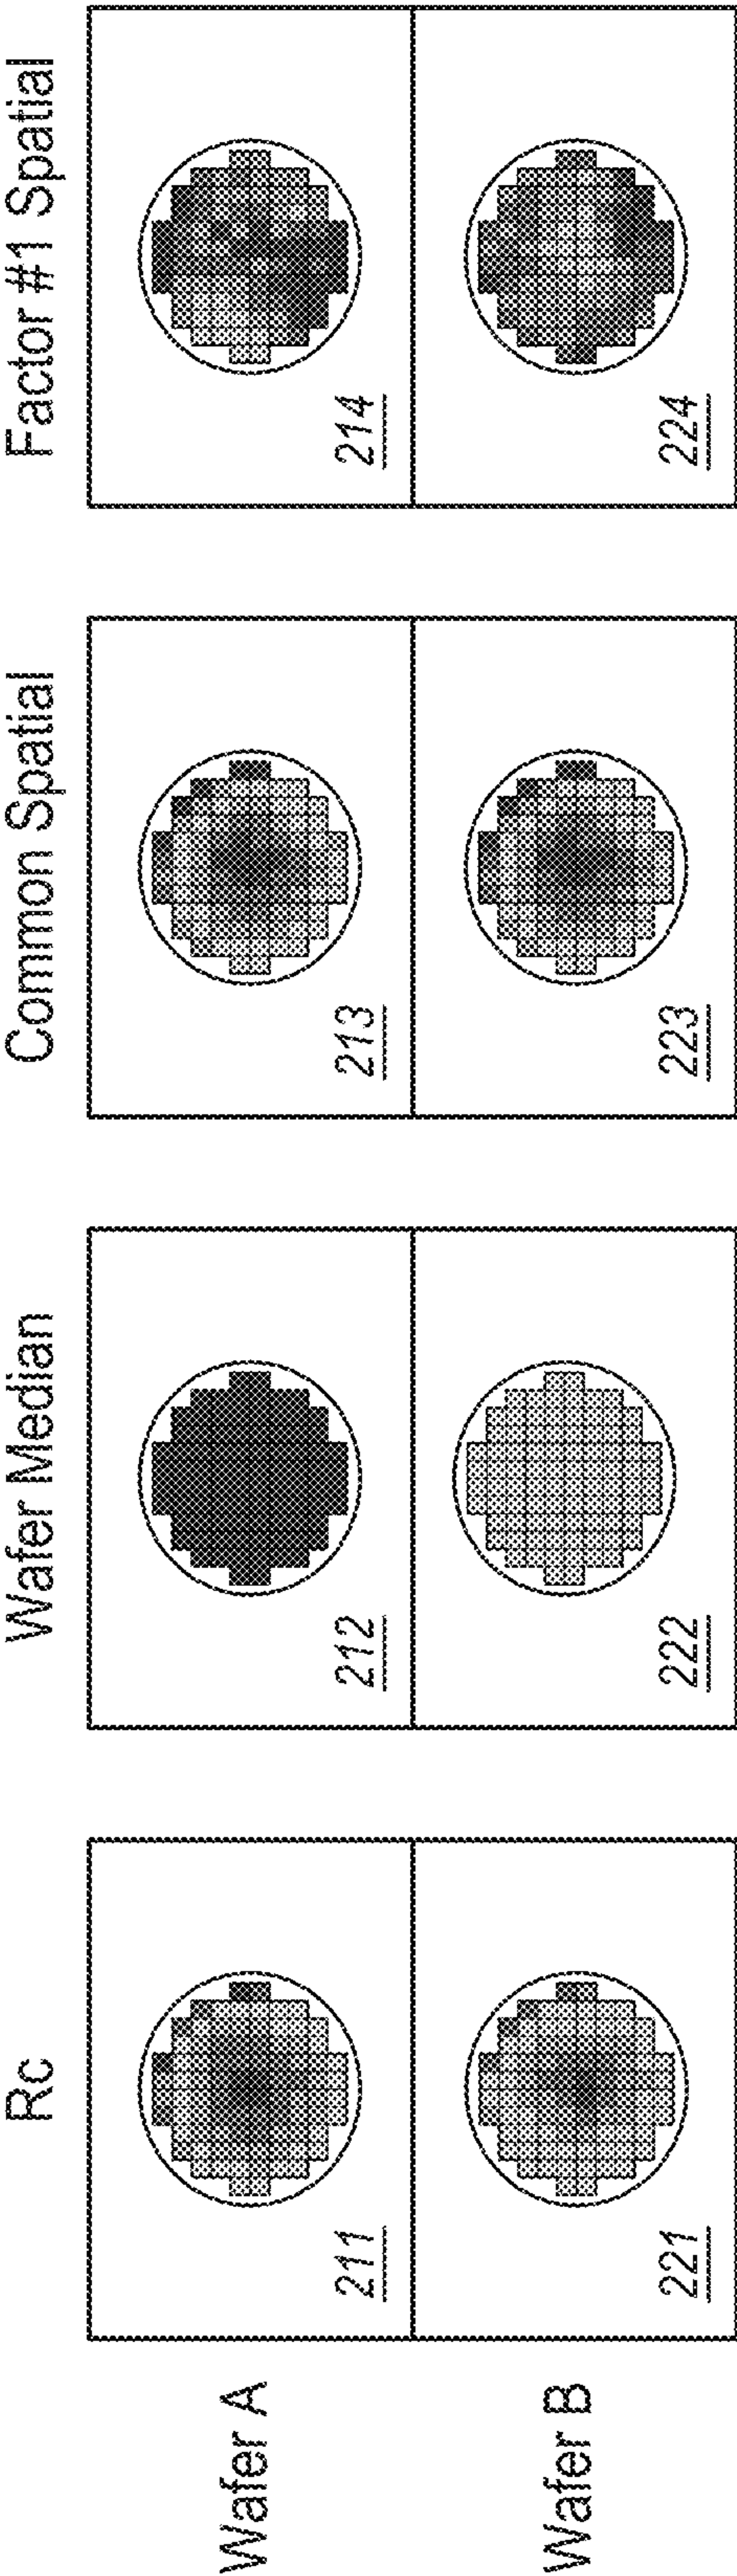 Rc
Wafer Median
Common Spatial
Factor #1 Spatial
Wafer A
211
212
213
214
Wafer B
221
222
223
224